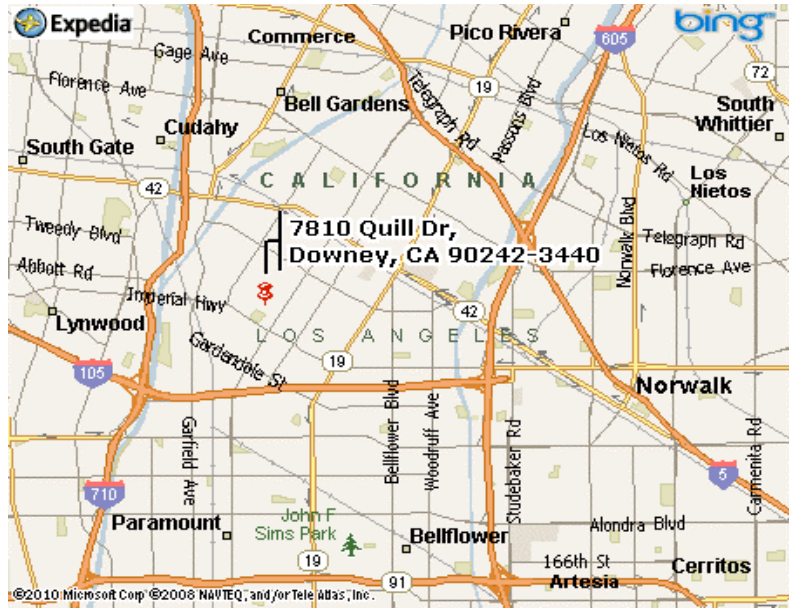 Expedia
bing
Commerce
Pico Rivera
605
Gage Ave
72
Florence Ave
19
Telegraph Rd
Passons Blvd
Bell Gardens
South
Whittier
Cudahy
Los Nietos Rd
South Gate
Los
Nietos
CALIFORNIA
42
Norwalk Blvd
Tweedy Blvd
7810 Quill Dr,
Downey, CA 90242-3440
Telegraph Rd
Florence Ave
Abbott Rd
Imperial Hwy
Lynwood
42
LOS ANGELES
Gardendale St
19
105
Norwalk
Garfield Ave
Bellflower Blvd
Woodruff Ave
Studebaker Rd
Carmenita Rd
710
5
Paramount
John F
Sims Park
Bellflower
Alondra Blvd
19
166th St
Cerritos
91
Artesia
©2010 Microsoft Corp ©2008 NAVTEQ, and/or Tele Atlas, Inc.